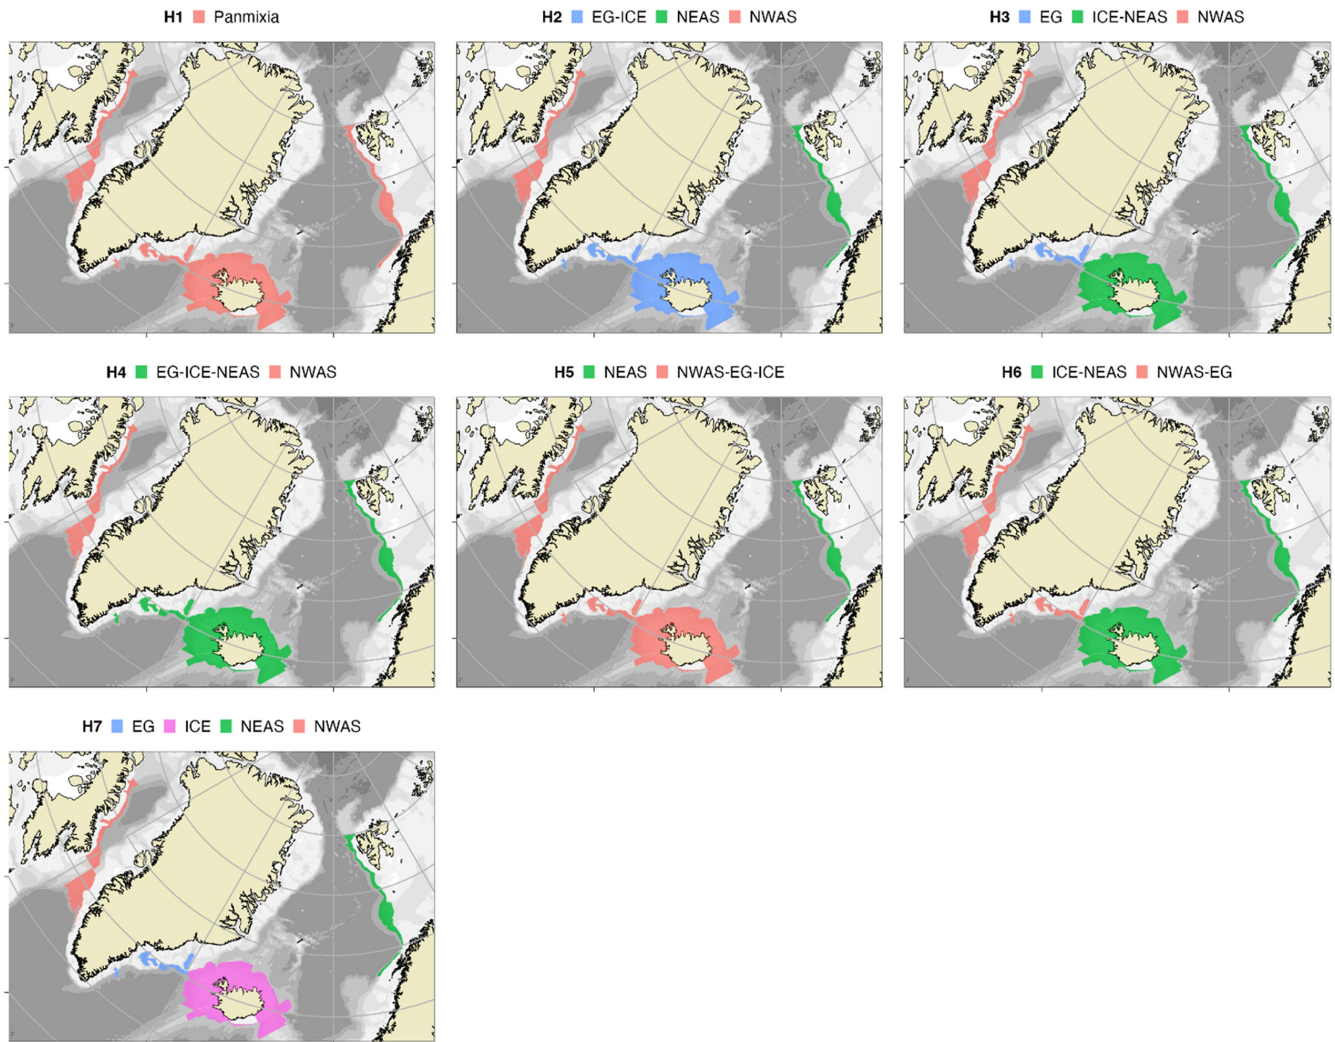 H1 Panmixia
H2 EG-ICE NEAS NWAS
H3 EG ICE-NEAS NWAS
H4 EG-ICE-NEAS NWAS
H5 NEAS NWAS-EG-ICE
H6 ICE-NEAS NWAS-EG
H7 EG ICE NEAS NWAS